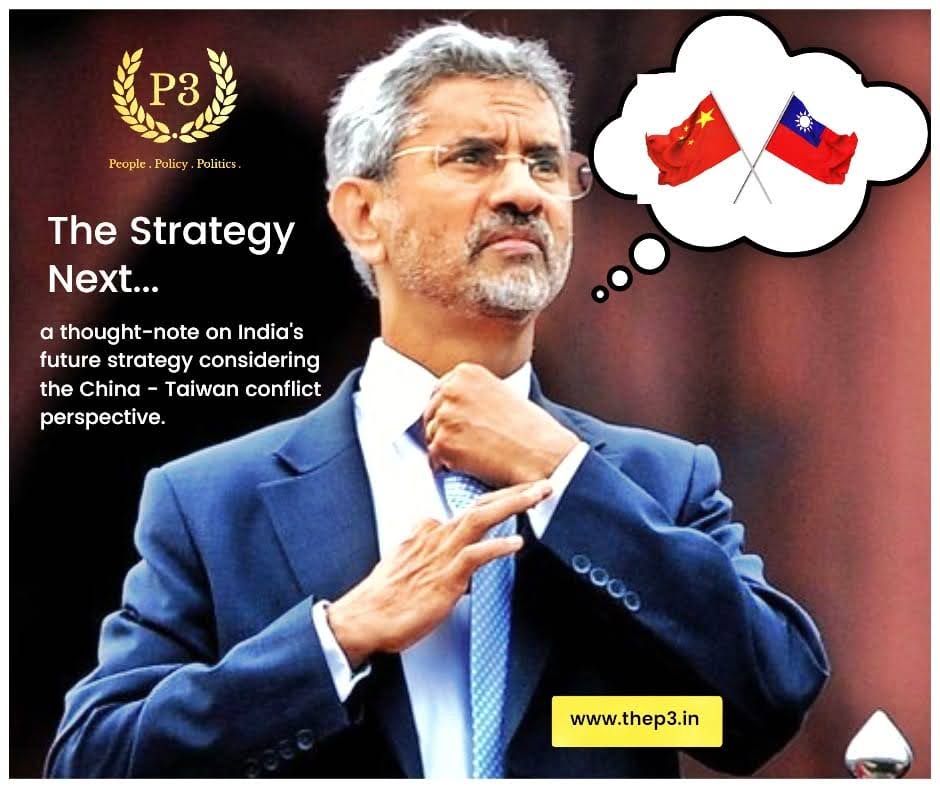 P3
People . Policy . Politics .
The Strategy
Next...
a thought-note on India's
future strategy considering
the China - Taiwan conflict
perspective.
www.thep3.in